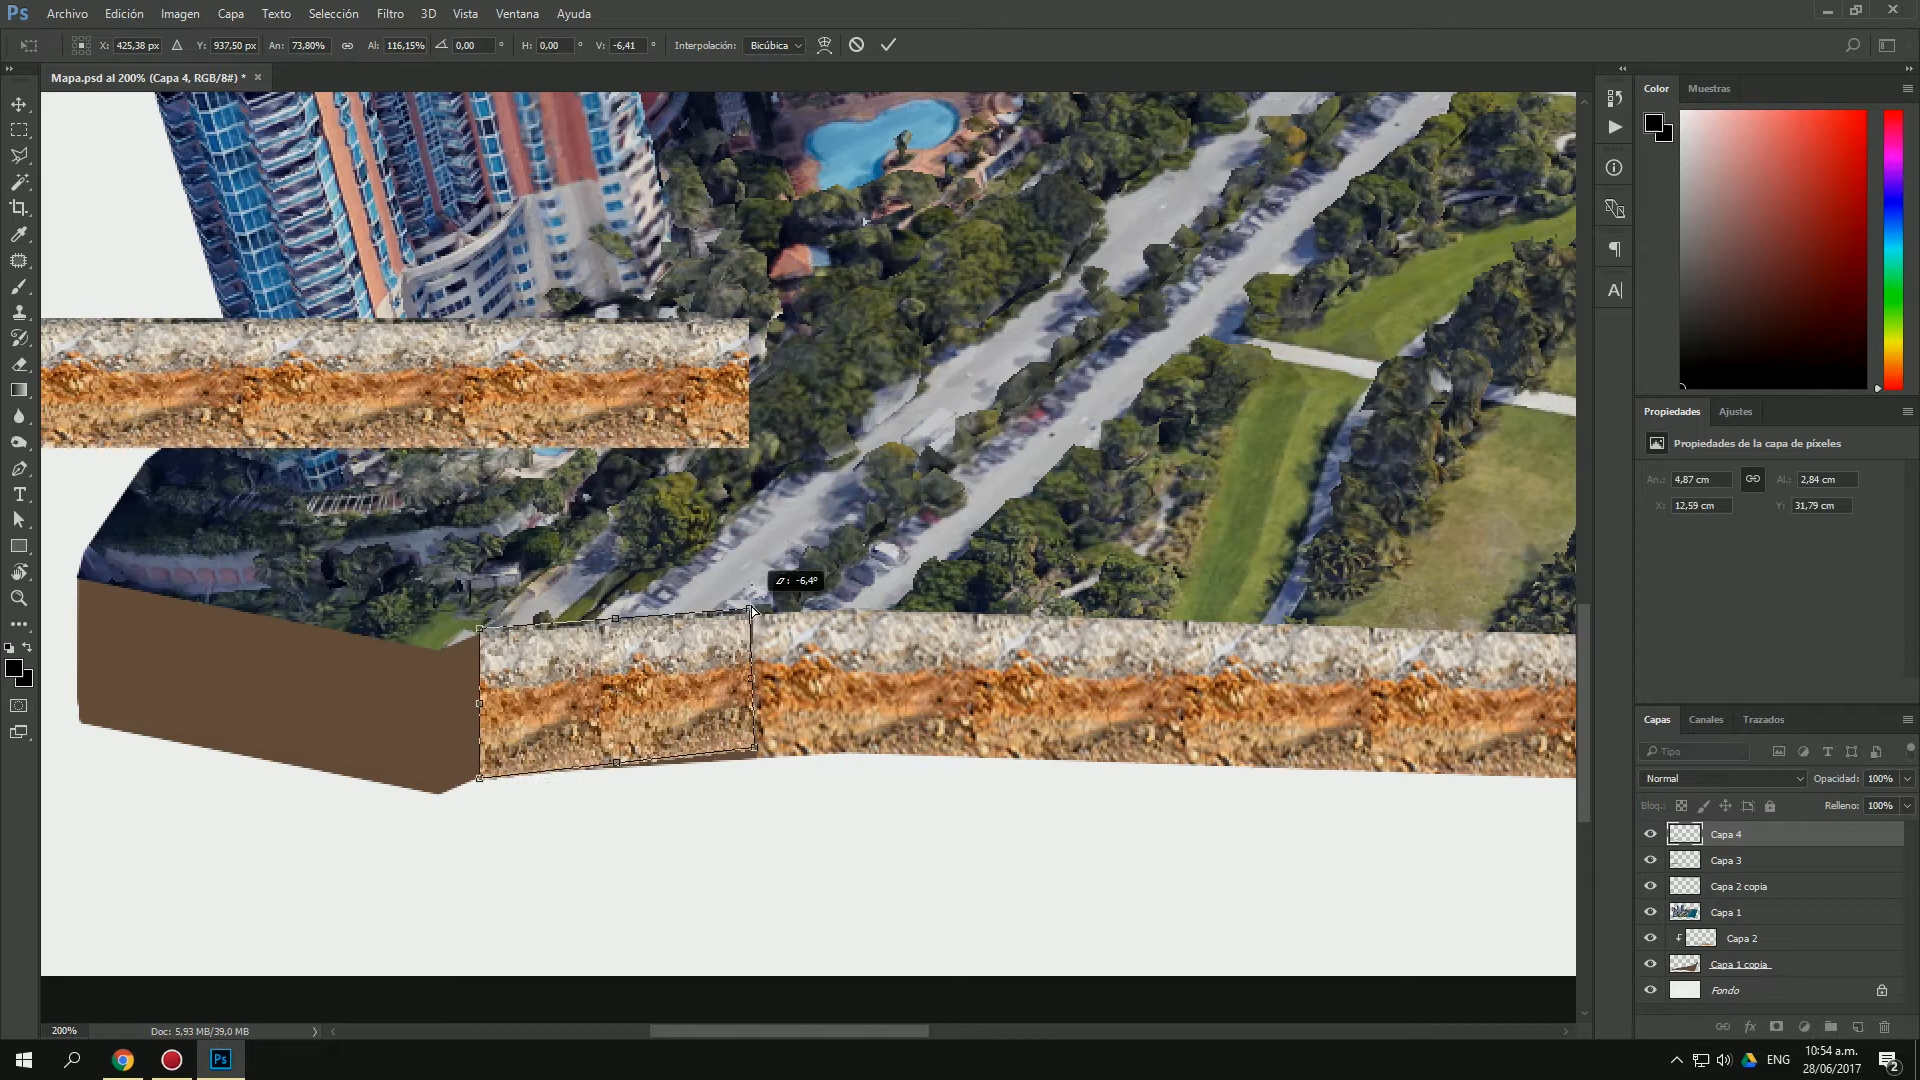 Ps Archivo Edición Imagen Capa Texto Selección Filtro 3D Vista Ventana Ayuda
X: 425,38 px Y: 937,50 px An: 73,80% Al: 116,15% 0,00 ° H: 0,00 ° V: -6,41 ° Interpolación: Bicúbica
Mapa.psd al 200% (Capa 4, RGB/8#) * ×
Color Muestras
Propiedades Ajustes
Propiedades de la capa de píxeles
An.: 4,87 cm Al.: 2,84 cm
X: 12,59 cm Y: 31,79 cm
: -6,4°
Capas Canales Trazados
Tipo
Normal Opacidad: 100%
Bloq.: Relleno: 100%
Capa 4
Capa 3
Capa 2 copia
Capa 1
Capa 2
Capa 1 copia
Fondo
200% Doc: 5,93 MB/39,0 MB
Ps ENG 10:54 a.m.
28/06/2017
2